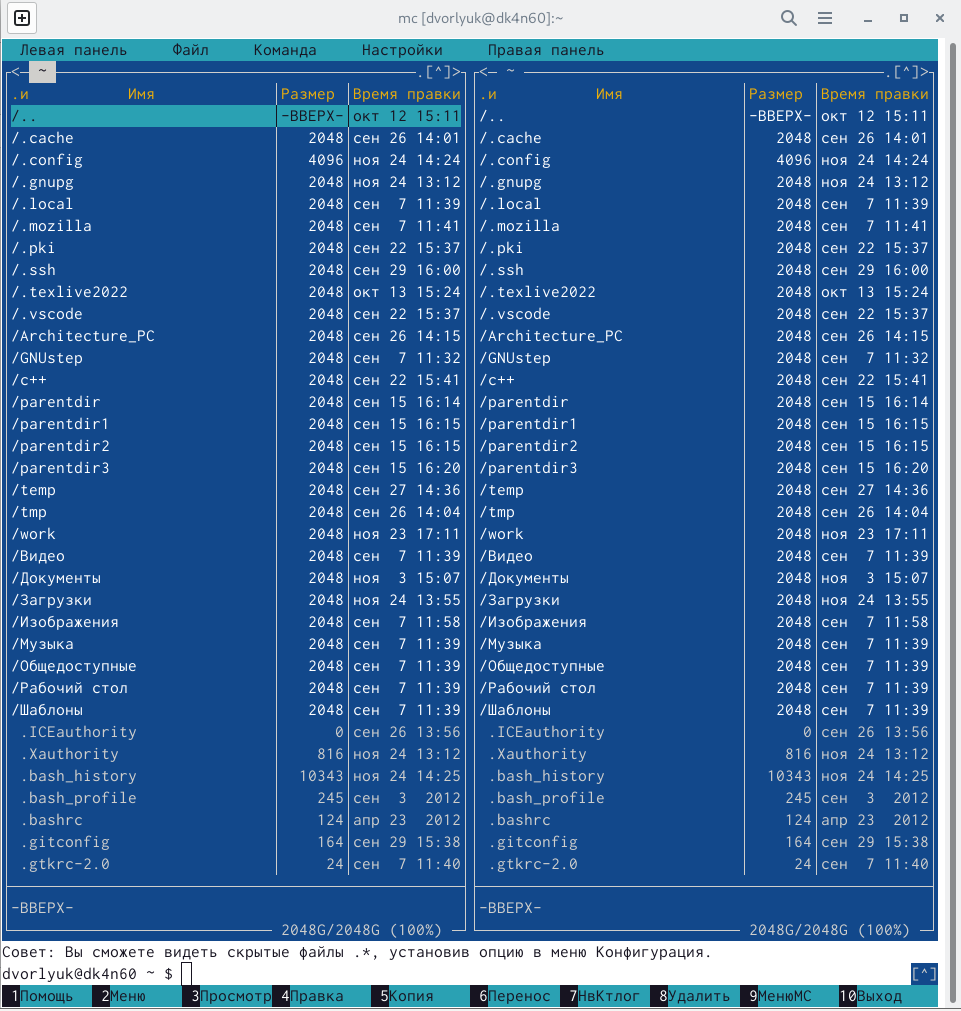 mc [dvorlyuk@dk4n60]:~
Левая панель Файл Команда Настройки Правая панель
<─ ~ ─.[^]>┐┌<─ ~ ─.[^]>
.и Имя Размер Время правки .и Имя Размер Время правки
/.. -ВВЕРХ- окт 12 15:11 /.. -ВВЕРХ- окт 12 15:11
/.cache 2048 сен 26 14:01 /.cache 2048 сен 26 14:01
/.config 4096 ноя 24 14:24 /.config 4096 ноя 24 14:24
/.gnupg 2048 ноя 24 13:12 /.gnupg 2048 ноя 24 13:12
/.local 2048 сен 7 11:39 /.local 2048 сен 7 11:39
/.mozilla 2048 сен 7 11:41 /.mozilla 2048 сен 7 11:41
/.pki 2048 сен 22 15:37 /.pki 2048 сен 22 15:37
/.ssh 2048 сен 29 16:00 /.ssh 2048 сен 29 16:00
/.texlive2022 2048 окт 13 15:24 /.texlive2022 2048 окт 13 15:24
/.vscode 2048 сен 22 15:37 /.vscode 2048 сен 22 15:37
/Architecture_PC 2048 сен 26 14:15 /Architecture_PC 2048 сен 26 14:15
/GNUstep 2048 сен 7 11:32 /GNUstep 2048 сен 7 11:32
/c++ 2048 сен 22 15:41 /c++ 2048 сен 22 15:41
/parentdir 2048 сен 15 16:14 /parentdir 2048 сен 15 16:14
/parentdir1 2048 сен 15 16:15 /parentdir1 2048 сен 15 16:15
/parentdir2 2048 сен 15 16:15 /parentdir2 2048 сен 15 16:15
/parentdir3 2048 сен 15 16:20 /parentdir3 2048 сен 15 16:20
/temp 2048 сен 27 14:36 /temp 2048 сен 27 14:36
/tmp 2048 сен 26 14:04 /tmp 2048 сен 26 14:04
/work 2048 ноя 23 17:11 /work 2048 ноя 23 17:11
/Видео 2048 сен 7 11:39 /Видео 2048 сен 7 11:39
/Документы 2048 ноя 3 15:07 /Документы 2048 ноя 3 15:07
/Загрузки 2048 ноя 24 13:55 /Загрузки 2048 ноя 24 13:55
/Изображения 2048 сен 7 11:58 /Изображения 2048 сен 7 11:58
/Музыка 2048 сен 7 11:39 /Музыка 2048 сен 7 11:39
/Общедоступные 2048 сен 7 11:39 /Общедоступные 2048 сен 7 11:39
/Рабочий стол 2048 сен 7 11:39 /Рабочий стол 2048 сен 7 11:39
/Шаблоны 2048 сен 7 11:39 /Шаблоны 2048 сен 7 11:39
.ICEauthority 0 сен 26 13:56 .ICEauthority 0 сен 26 13:56
.Xauthority 816 ноя 24 13:12 .Xauthority 816 ноя 24 13:12
.bash_history 10343 ноя 24 14:25 .bash_history 10343 ноя 24 14:25
.bash_profile 245 сен 3 2012 .bash_profile 245 сен 3 2012
.bashrc 124 апр 23 2012 .bashrc 124 апр 23 2012
.gitconfig 164 сен 29 15:38 .gitconfig 164 сен 29 15:38
.gtkrc-2.0 24 сен 7 11:40 .gtkrc-2.0 24 сен 7 11:40
-ВВЕРХ- -ВВЕРХ-
2048G/2048G (100%) 2048G/2048G (100%)
Совет: Вы сможете видеть скрытые файлы .*, установив опцию в меню Конфигурация.
dvorlyuk@dk4n60 ~ $ [^]
1Помощь 2Меню 3Просмотр 4Правка 5Копия 6Перенос 7НвКтлог 8Удалить 9МенюMC 10Выход